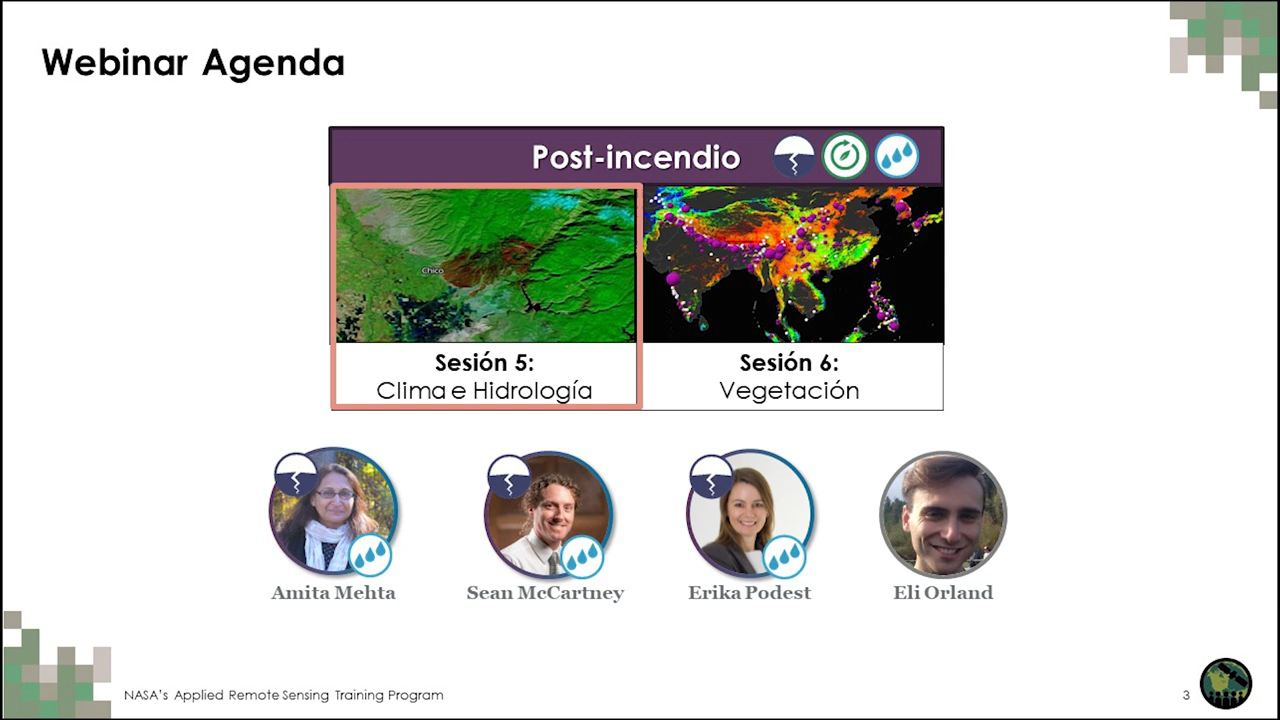 Webinar Agenda
Post-incendio
Chico
Sesión 5:
Clima e Hidrología
Sesión 6:
Vegetación
Amita Mehta
Sean McCartney
Erika Podest
Eli Orland
NASA's Applied Remote Sensing Training Program
3